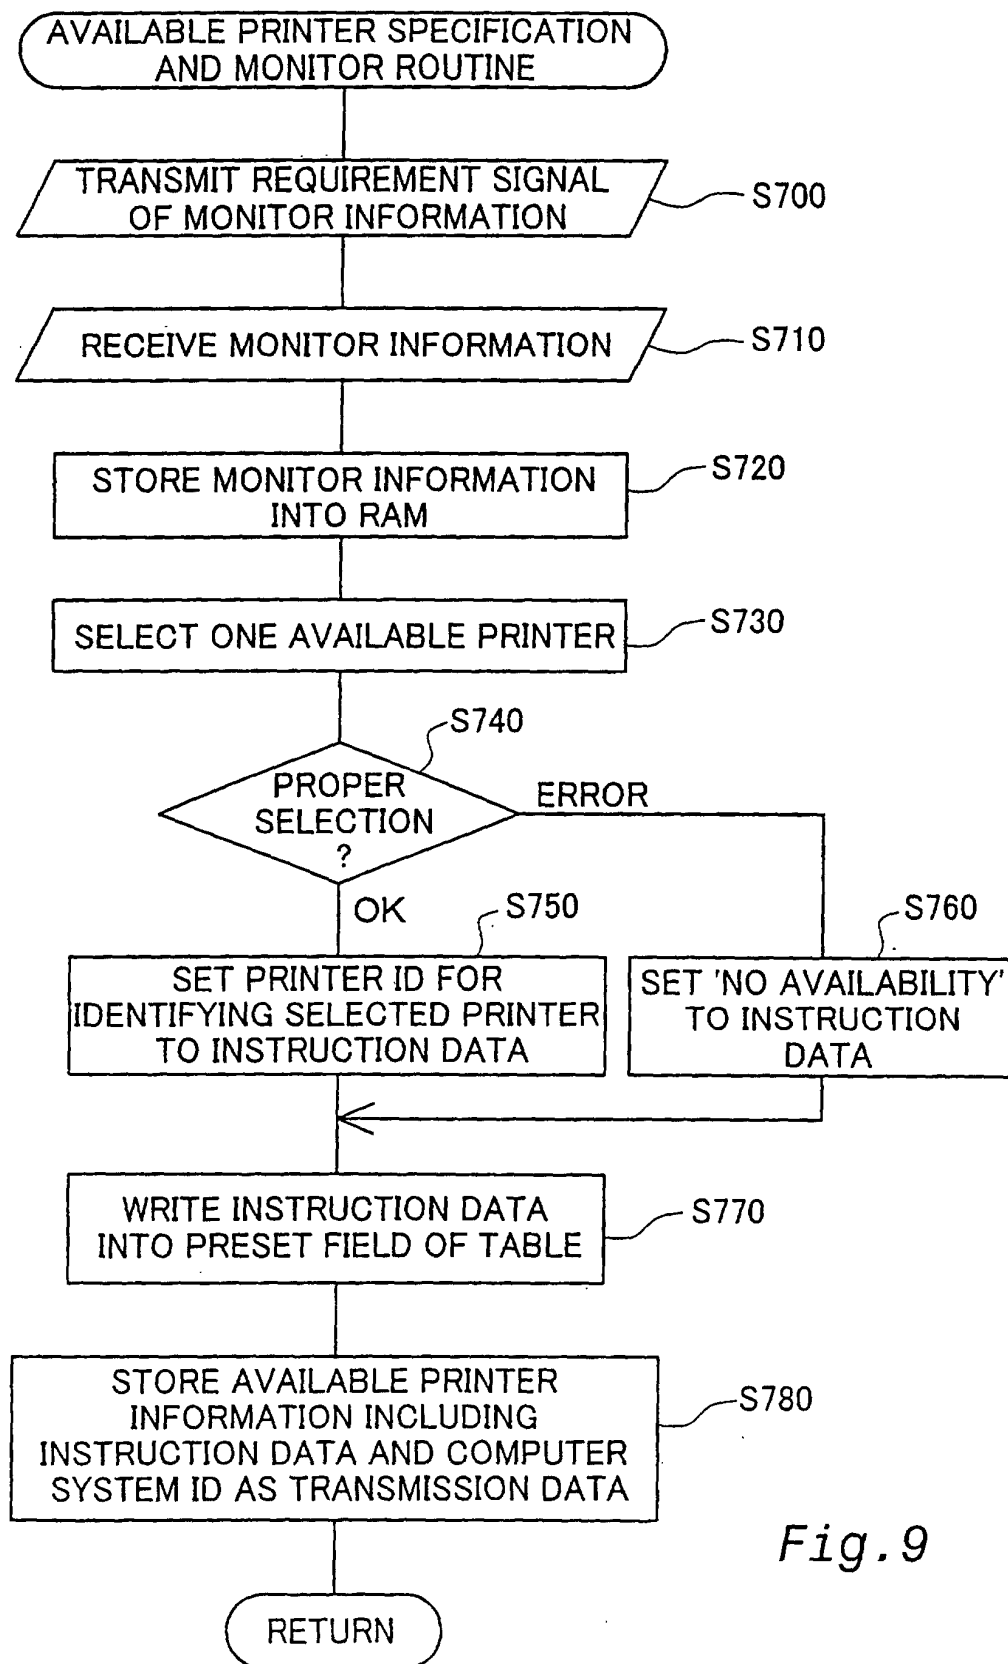 AVAILABLE PRINTER SPECIFICATION
AND MONITOR ROUTINE
TRANSMIT REQUIREMENT SIGNAL
OF MONITOR INFORMATION
S700
RECEIVE MONITOR INFORMATION
S710
STORE MONITOR INFORMATION
INTO RAM
S720
SELECT ONE AVAILABLE PRINTER
S730
S740
PROPER
SELECTION
?
ERROR
OK
S750
SET PRINTER ID FOR
IDENTIFYING SELECTED PRINTER
TO INSTRUCTION DATA
S760
SET 'NO AVAILABILITY'
TO INSTRUCTION
DATA
WRITE INSTRUCTION DATA
INTO PRESET FIELD OF TABLE
S770
STORE AVAILABLE PRINTER
INFORMATION INCLUDING
INSTRUCTION DATA AND COMPUTER
SYSTEM ID AS TRANSMISSION DATA
S780
Fig.9
RETURN